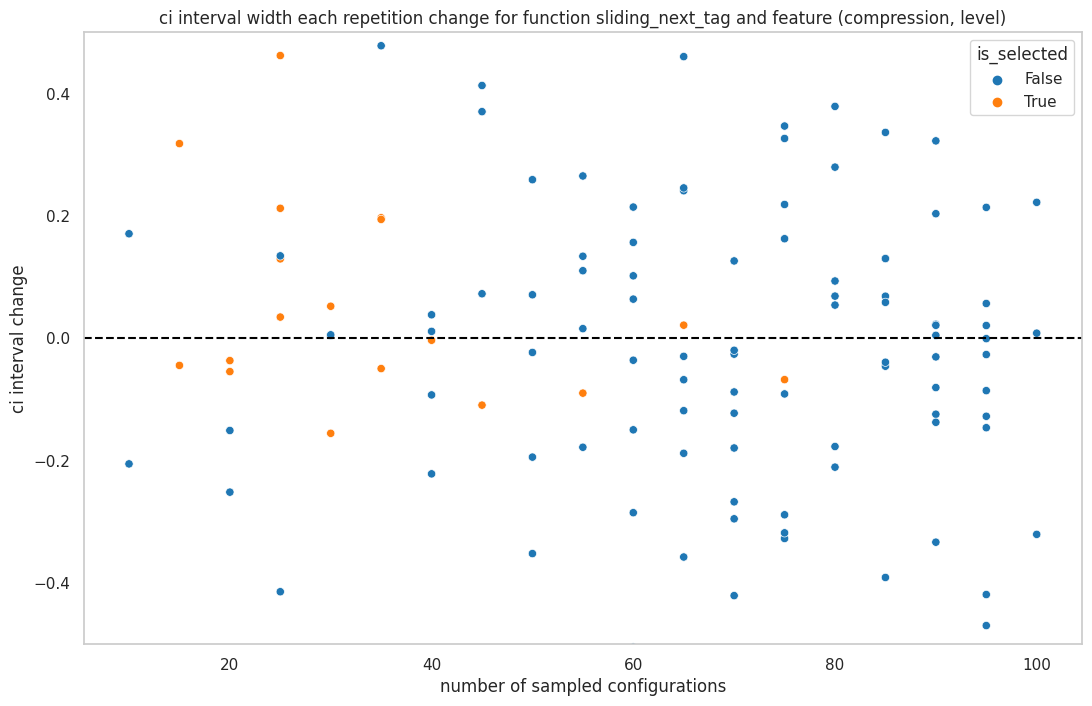 ci interval width each repetition change for function sliding_next_tag and feature (compression, level)
is_selected
False
True
ci interval change
0.4
0.2
0.0
−0.2
−0.4
20 40 60 80 100
number of sampled configurations